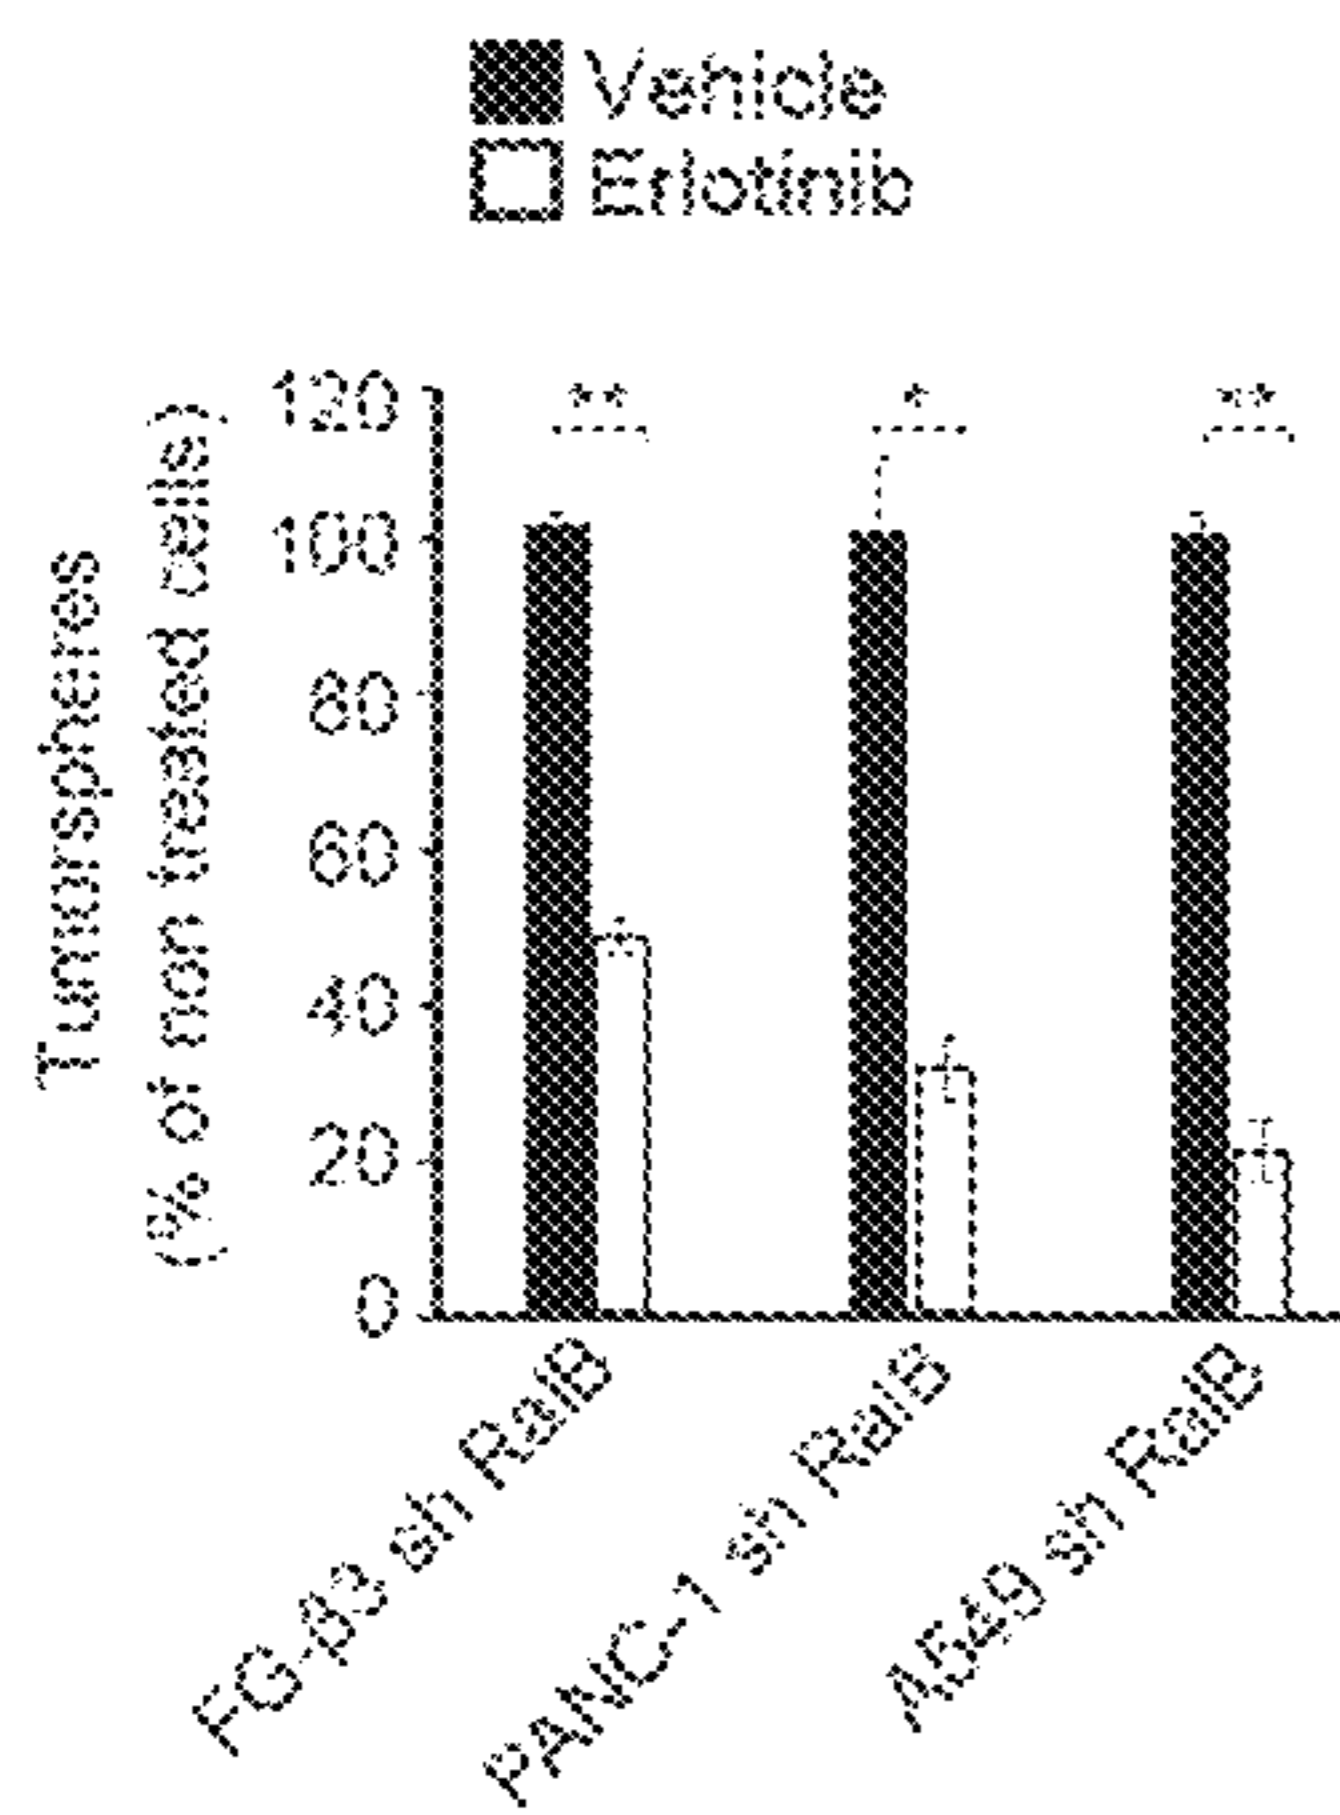 Vehicle
Erlotinib
Tumorspheres
(% of non treated cells)
120
100
80
60
40
20
0
**
*
**
FG-β3 sh RalB
PANC-1 sh RalB
A549 sh RalB